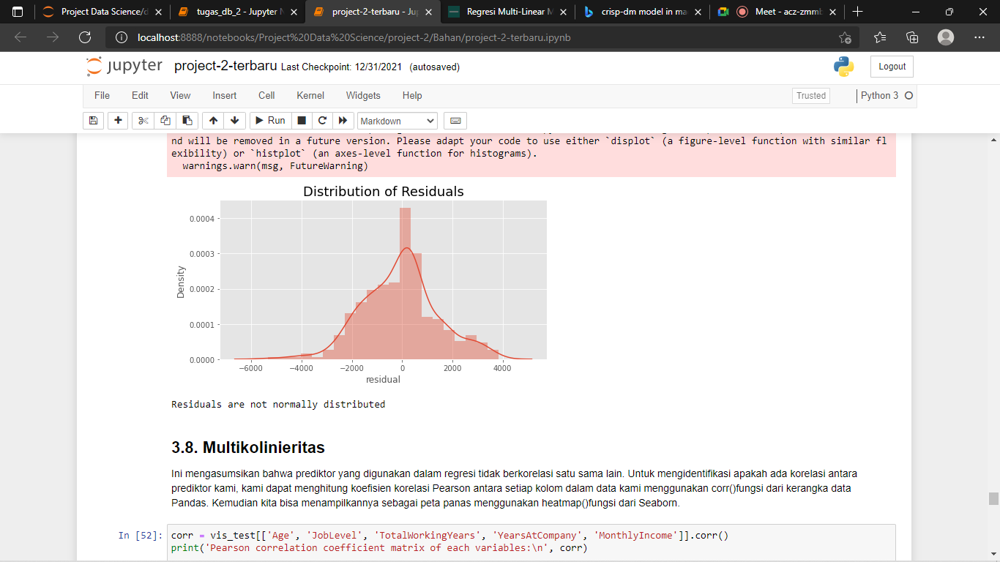 Project Data Science/d
tugas_db_2 - Jupyter N
project-2-terbaru - Jup
Regresi Multi-Linear M
crisp-dm model in ma
Meet - acz-zmmb
localhost:8888/notebooks/Project%20Data%20Science/project-2/Bahan/project-2-terbaru.ipynb
jupyter project-2-terbaru Last Checkpoint: 12/31/2021 (autosaved)
Logout
File Edit View Insert Cell Kernel Widgets Help
Trusted
Python 3
Run
Markdown
nd will be removed in a future version. Please adapt your code to use either `displot` (a figure-level function with similar fl
exibility) or `histplot` (an axes-level function for histograms).
warnings.warn(msg, FutureWarning)
Distribution of Residuals
0.0004
0.0003
0.0002
0.0001
0.0000
Density
−6000 −4000 −2000 0 2000 4000
residual
Residuals are not normally distributed
3.8. Multikolinieritas
Ini mengasumsikan bahwa prediktor yang digunakan dalam regresi tidak berkorelasi satu sama lain. Untuk mengidentifikasi apakah ada korelasi antara
prediktor kami, kami dapat menghitung koefisien korelasi Pearson antara setiap kolom dalam data kami menggunakan corr()fungsi dari kerangka data
Pandas. Kemudian kita bisa menampilkannya sebagai peta panas menggunakan heatmap()fungsi dari Seaborn.
In [52]: corr = vis_test[['Age', 'JobLevel', 'TotalWorkingYears', 'YearsAtCompany', 'MonthlyIncome']].corr()
print('Pearson correlation coefficient matrix of each variables:\n', corr)